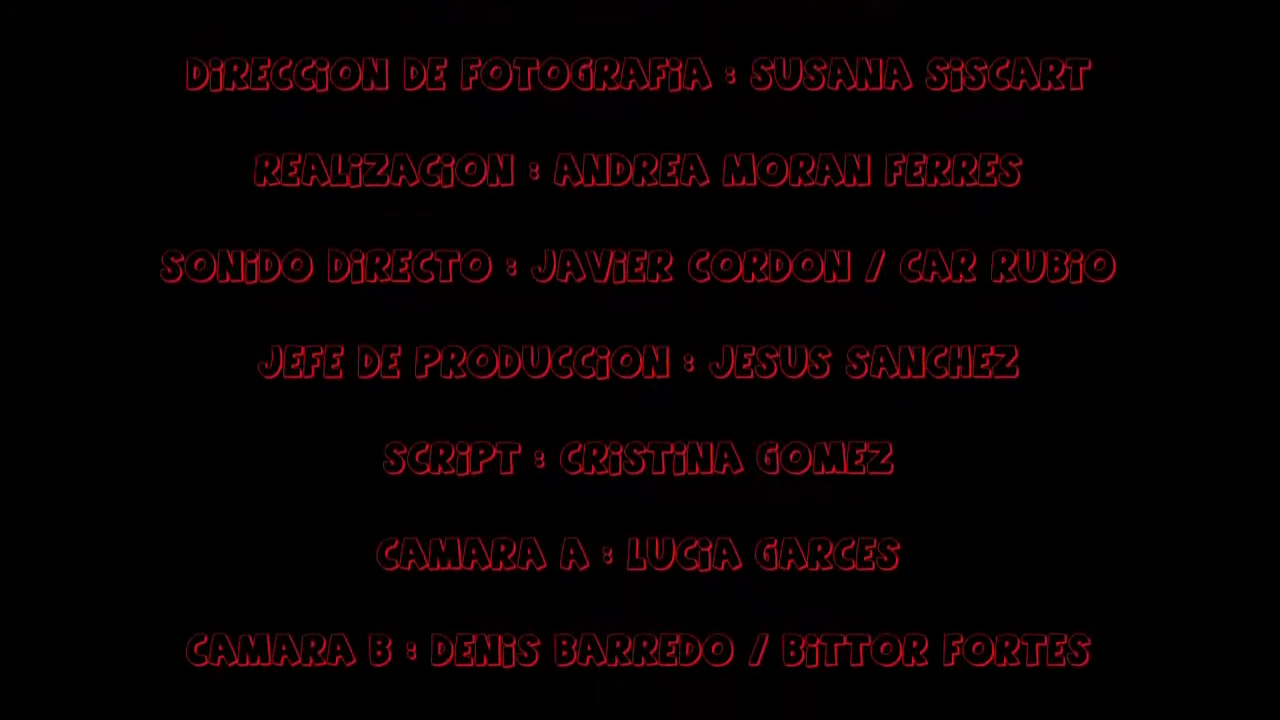 DiRECCiON DE FOTOGRAFiA : SUSANA SiSCART
REALiZACiON : ANDREA MORAN FERRES
SONiDO DiRECTO : JAViER CORDON / CAR RUBiO
JEFE DE PRODUCCiON : JESUS SANCHEZ
SCRiPT : CRiSTiNA GOMEZ
CAMARA A : LUCiA GARCES
CAMARA B : DENiS BARREDO / BiTTOR FORTES